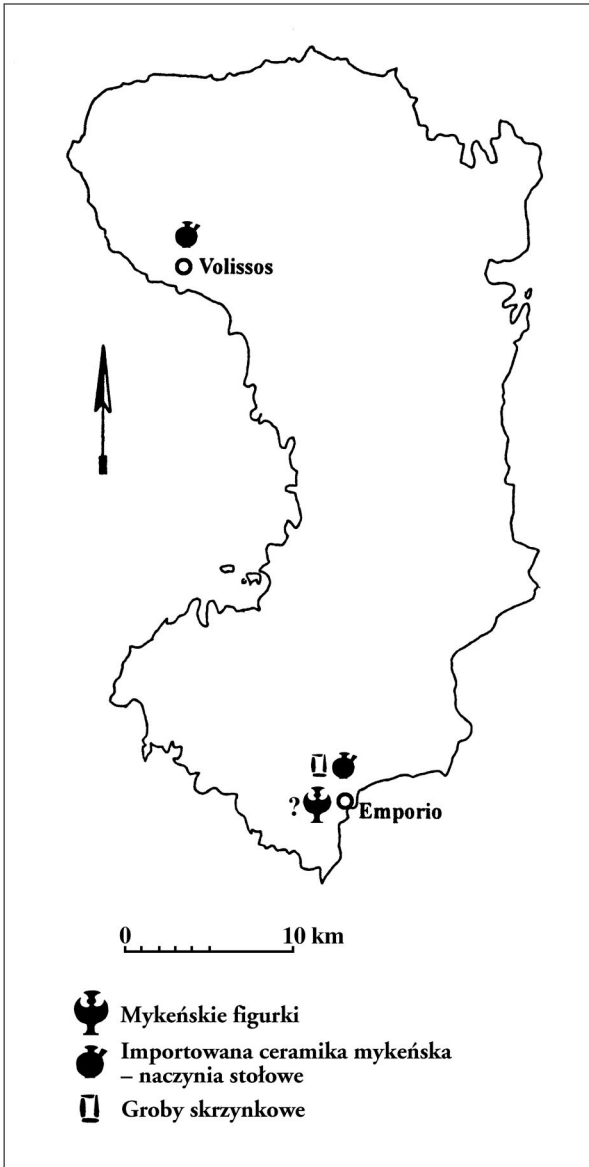 Volissos
? Emporio
0 10 km
Mykeńskie figurki
Importowana ceramika mykeńska
– naczynia stołowe
Groby skrzynkowe